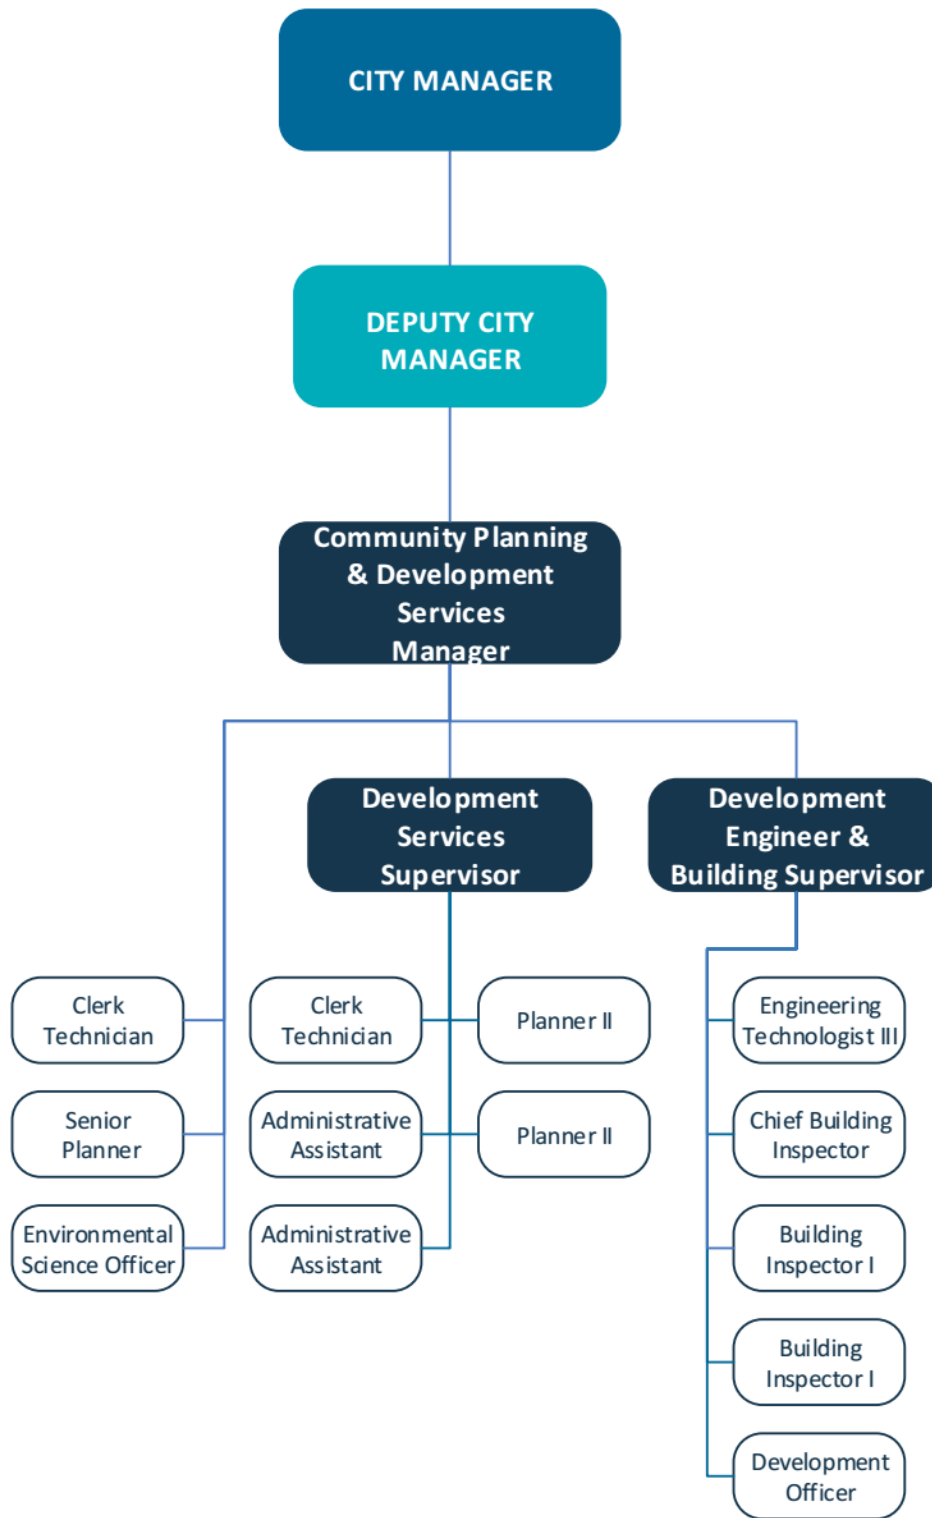 CITY MANAGER
DEPUTY CITY
MANAGER
Community Planning
& Development
Services
Manager
Development
Services
Supervisor
Development
Engineer &
Building Supervisor
Clerk
Technician
Senior
Planner
Environmental
Science Officer
Clerk
Technician
Administrative
Assistant
Administrative
Assistant
Planner II
Planner II
Engineering
Technologist III
Chief Building
Inspector
Building
Inspector I
Building
Inspector I
Development
Officer